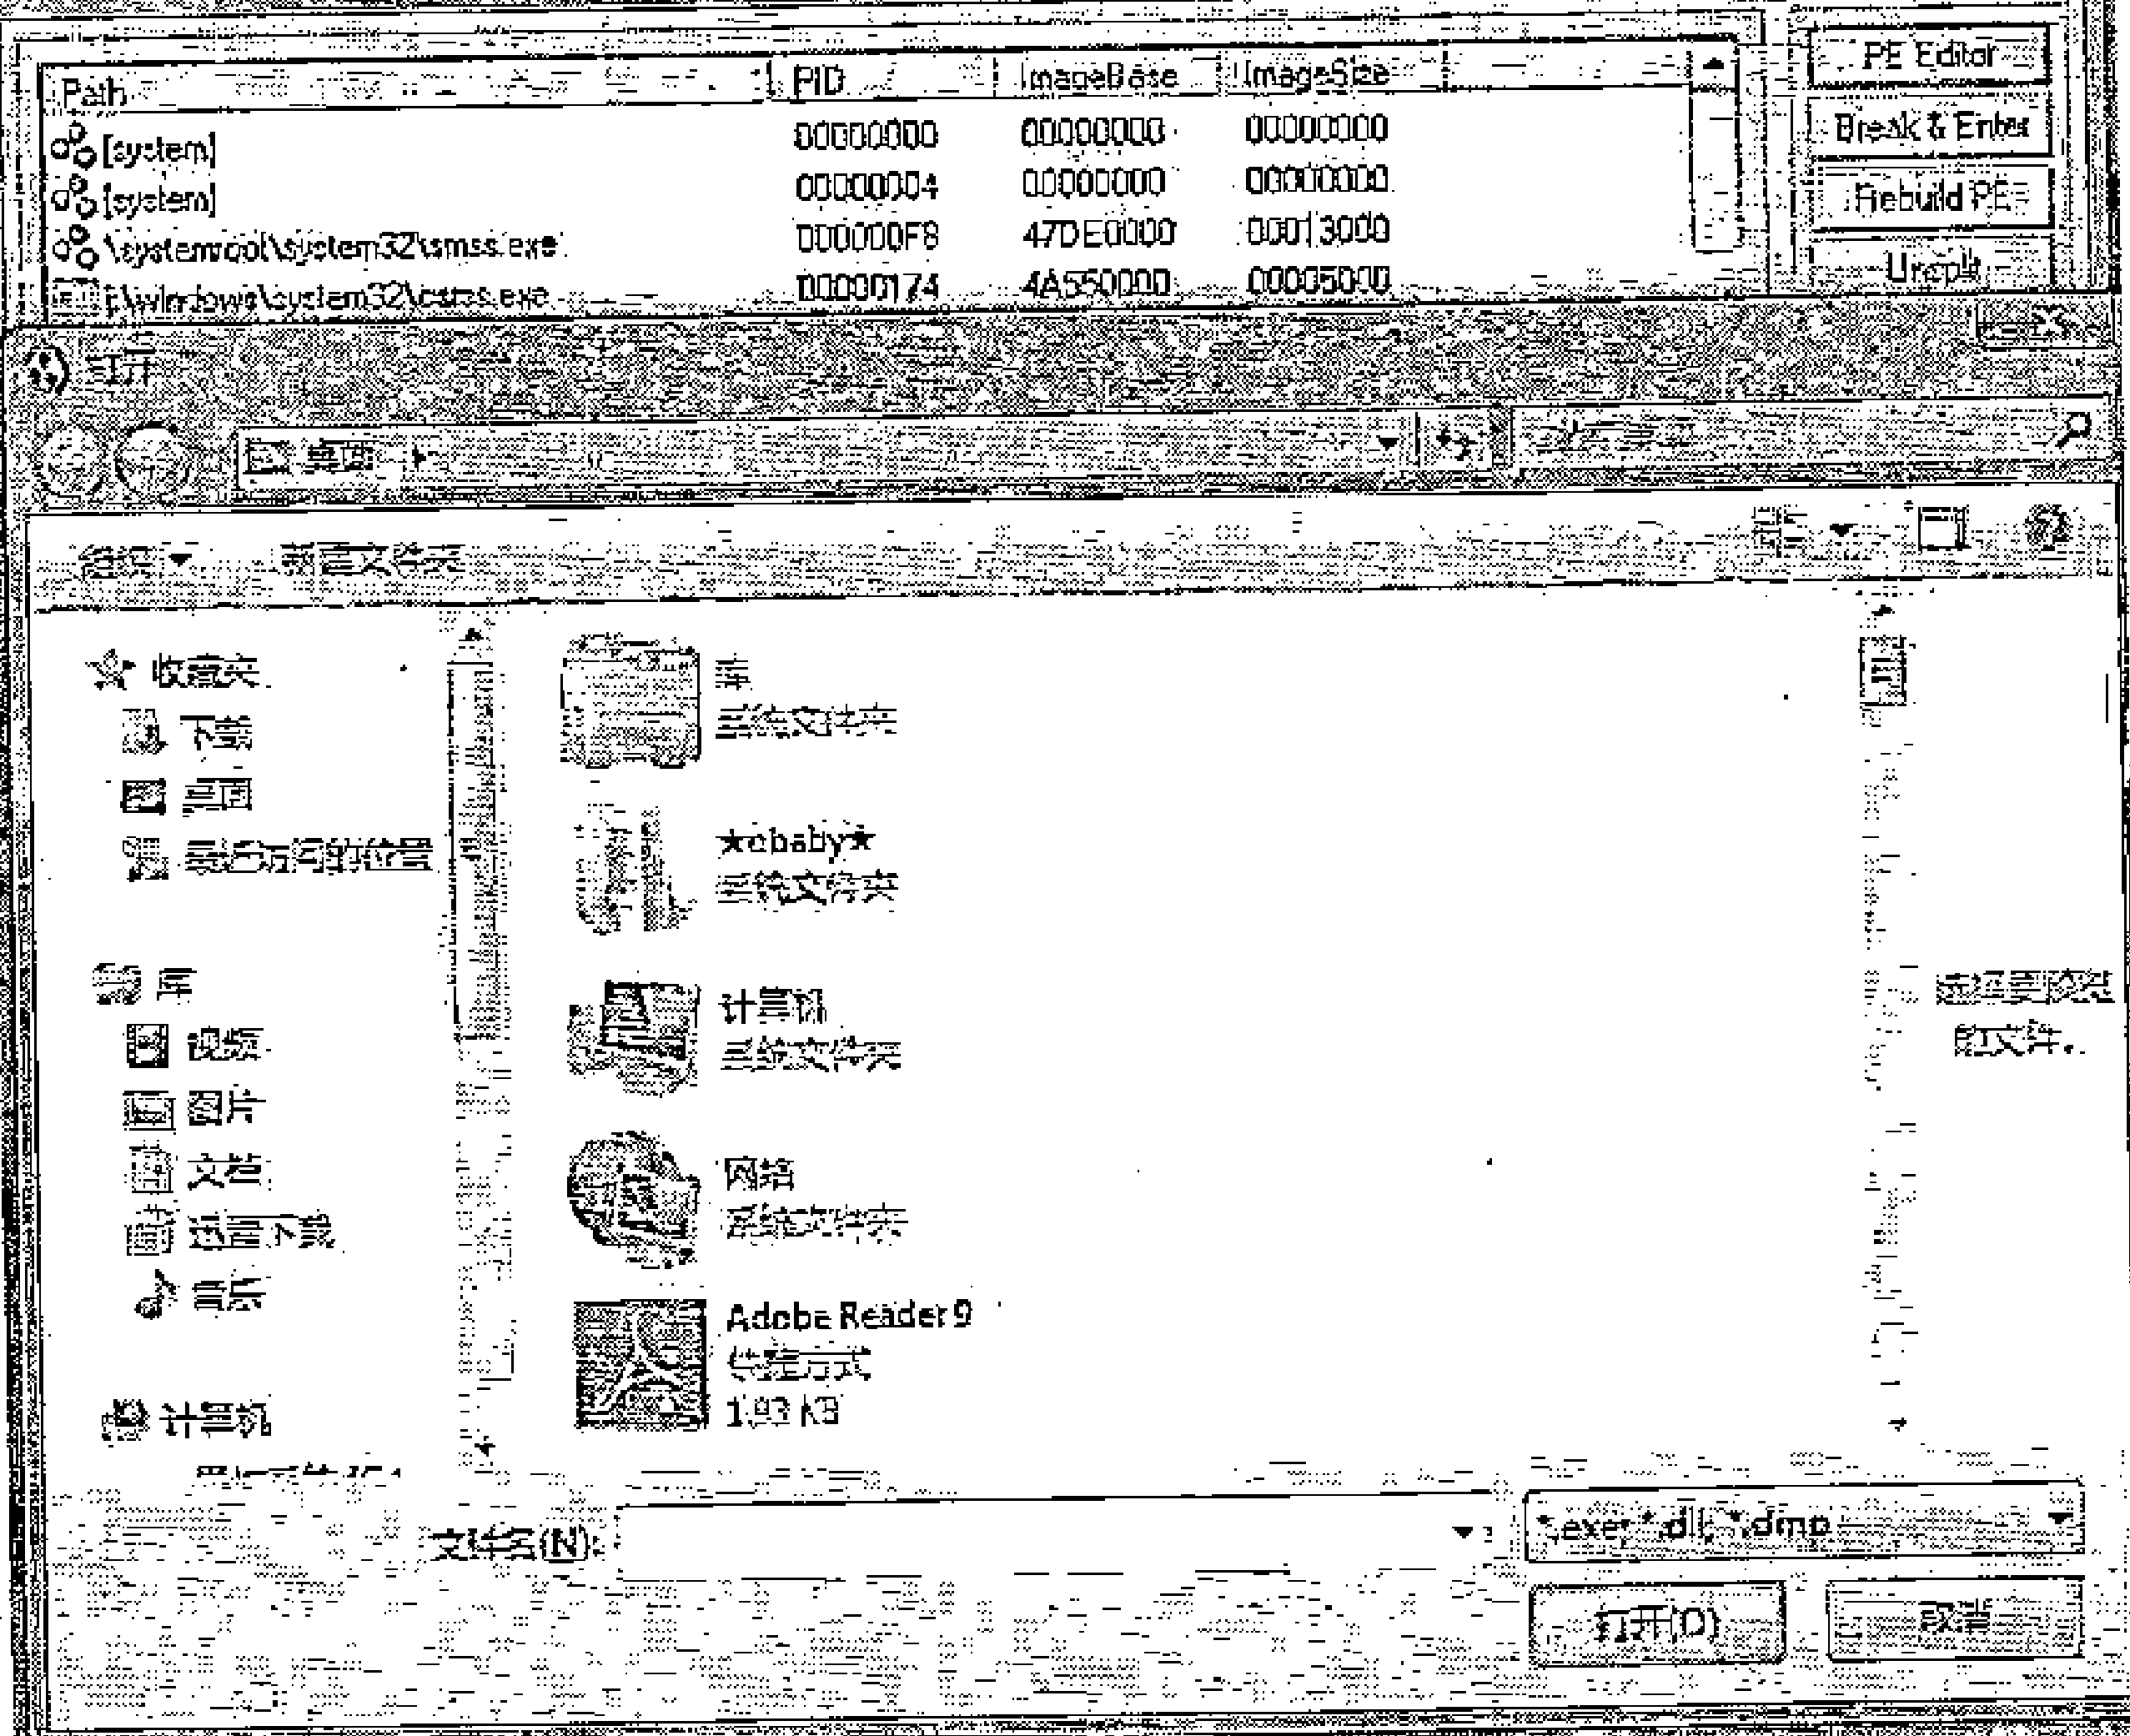 Path PID ImageBase ImageSize
[system] 00000000 00000000 00000000
[system] 00000004 00000000 00000000
\systemroot\system32\smss.exe 000000F8 47DE0000 00013000
\windows\system32\csrss.exe 00000174 4A550000 00005000
PE Editor
Break & Enter
Rebuild PE
Unsplit
打开
桌面
组织 新建文件夹
收藏夹
下载
桌面
最近访问的位置
库
视频
图片
文档
迅雷下载
音乐
计算机
库
系统文件夹
★obaby★
系统文件夹
计算机
系统文件夹
网络
系统文件夹
Adobe Reader 9
快捷方式
1.93 KB
选择要预览
的文件。
文件名(N):
*.exe, *.dll, *.dmp
打开(O)
取消